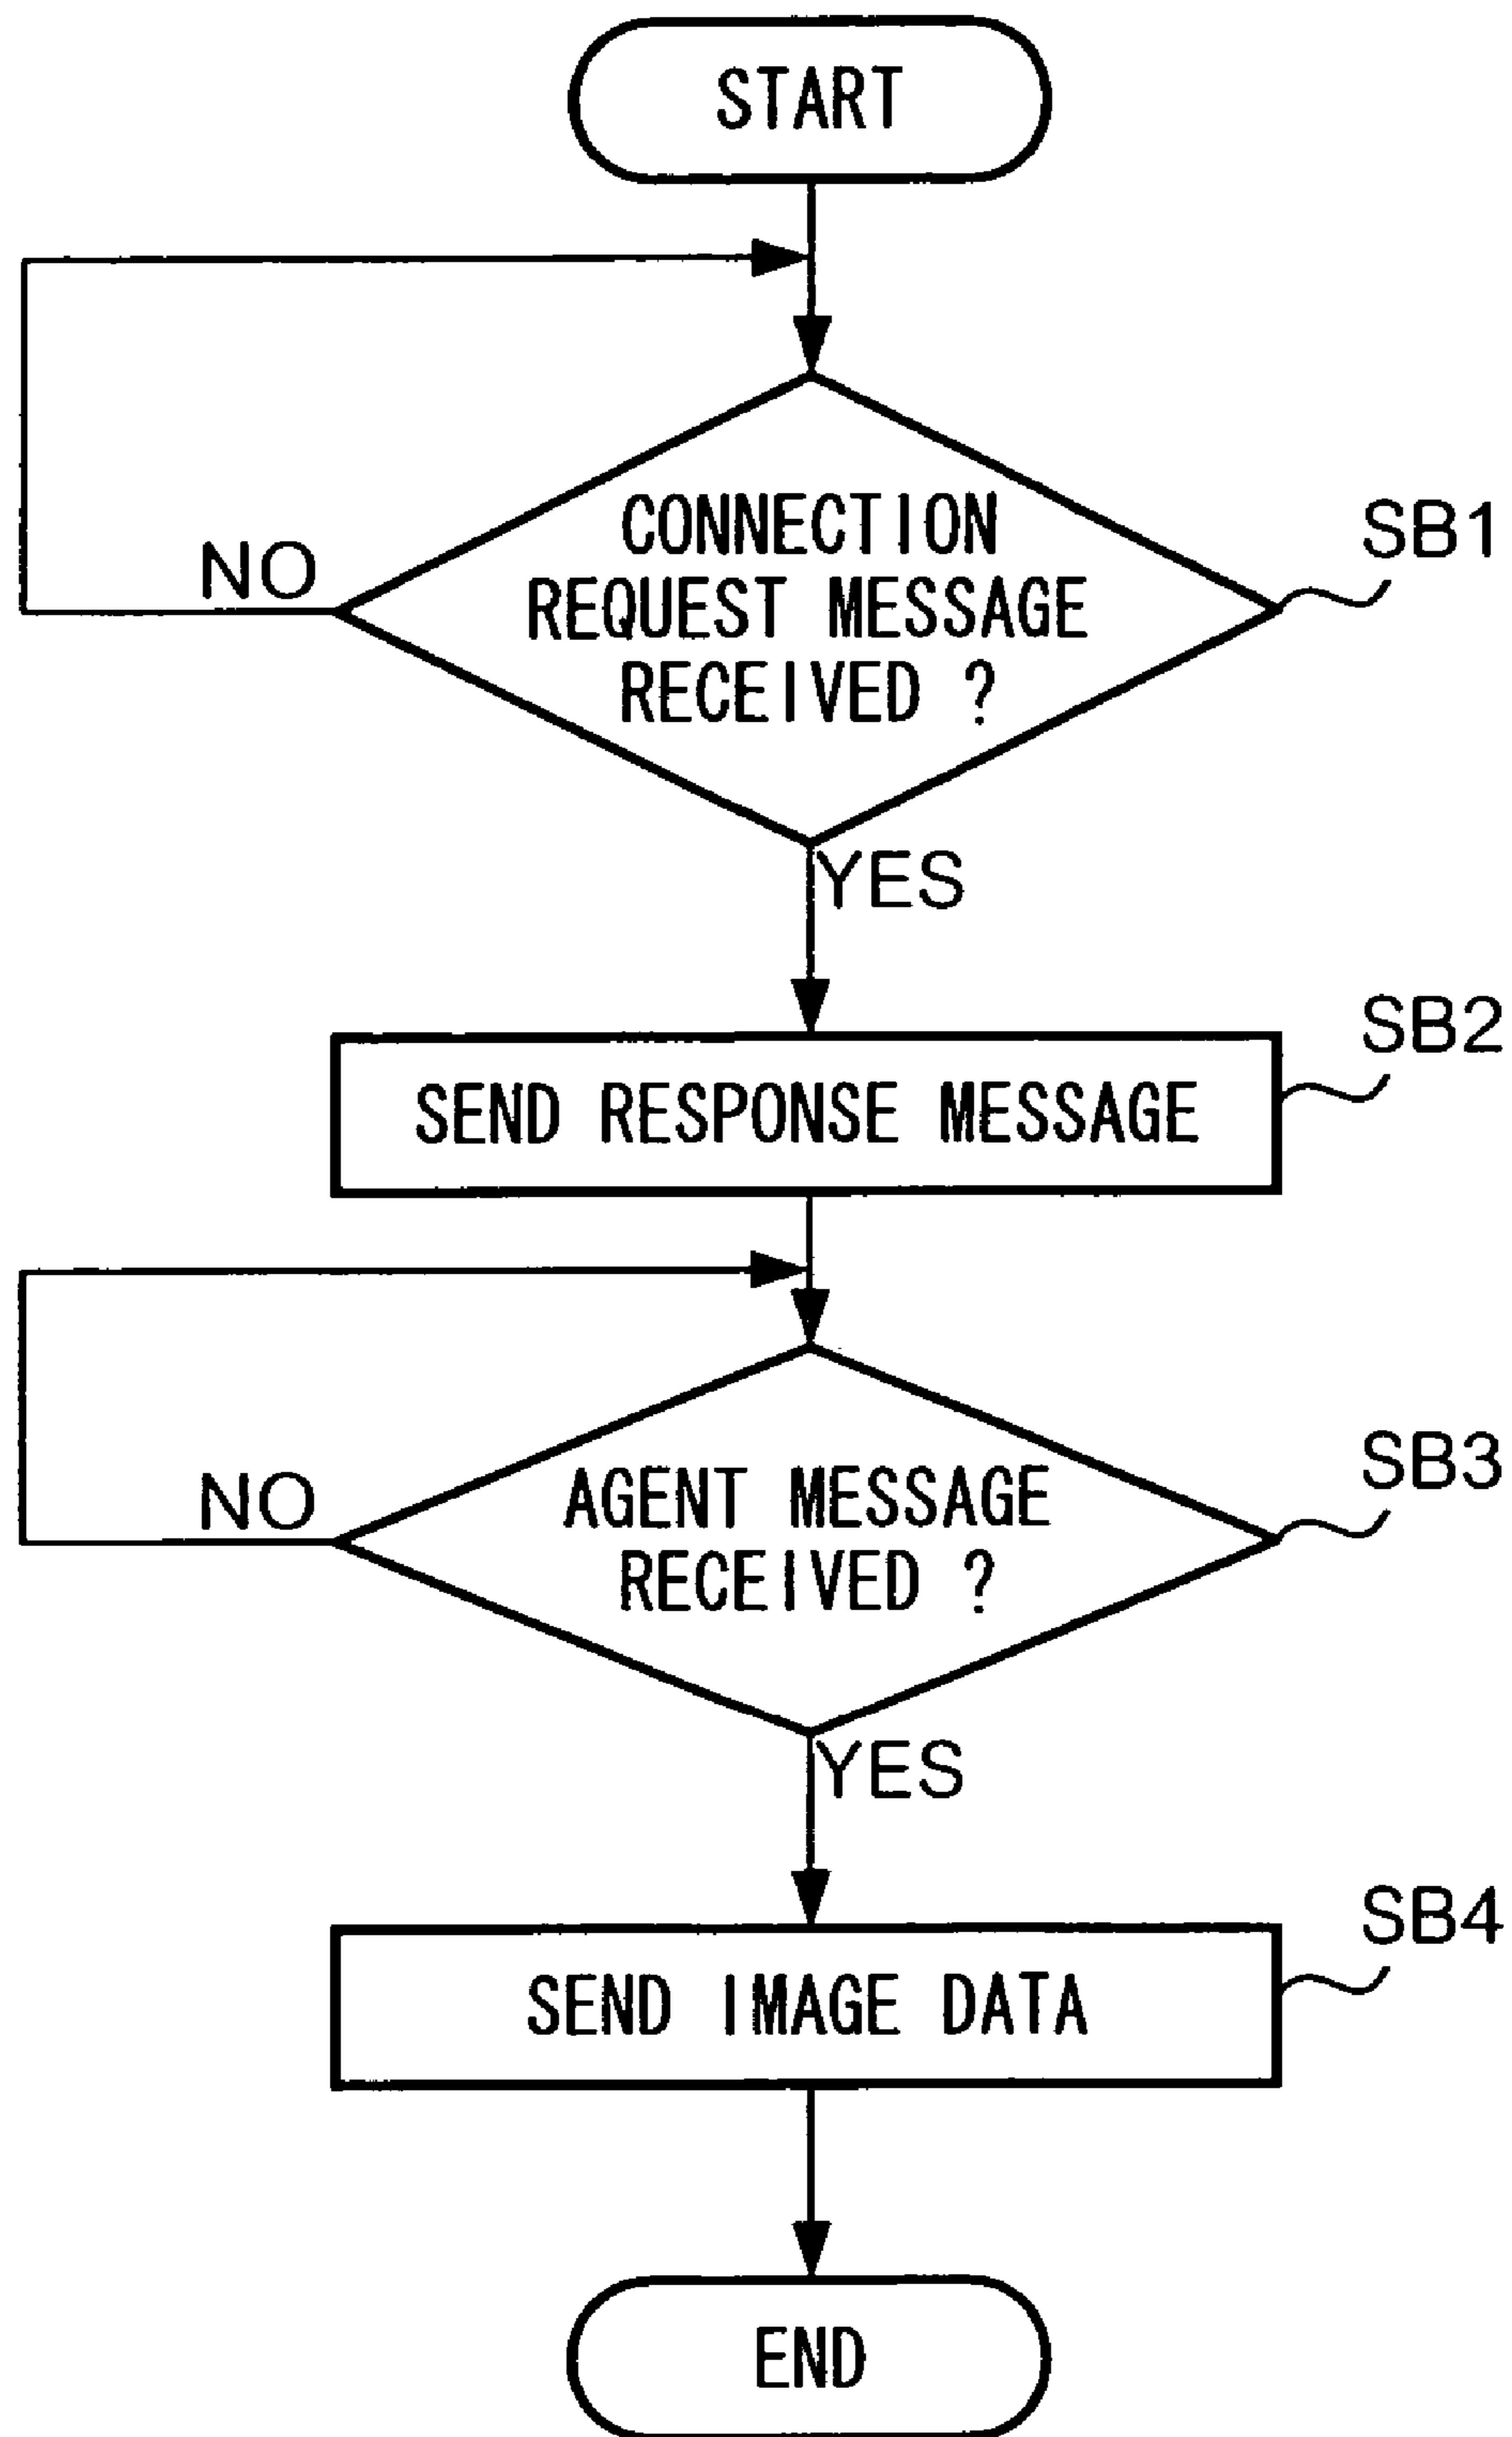 START
CONNECTION
REQUEST MESSAGE
RECEIVED ?
SB1
NO
YES
SEND RESPONSE MESSAGE
SB2
AGENT MESSAGE
RECEIVED ?
SB3
NO
YES
SEND IMAGE DATA
SB4
END